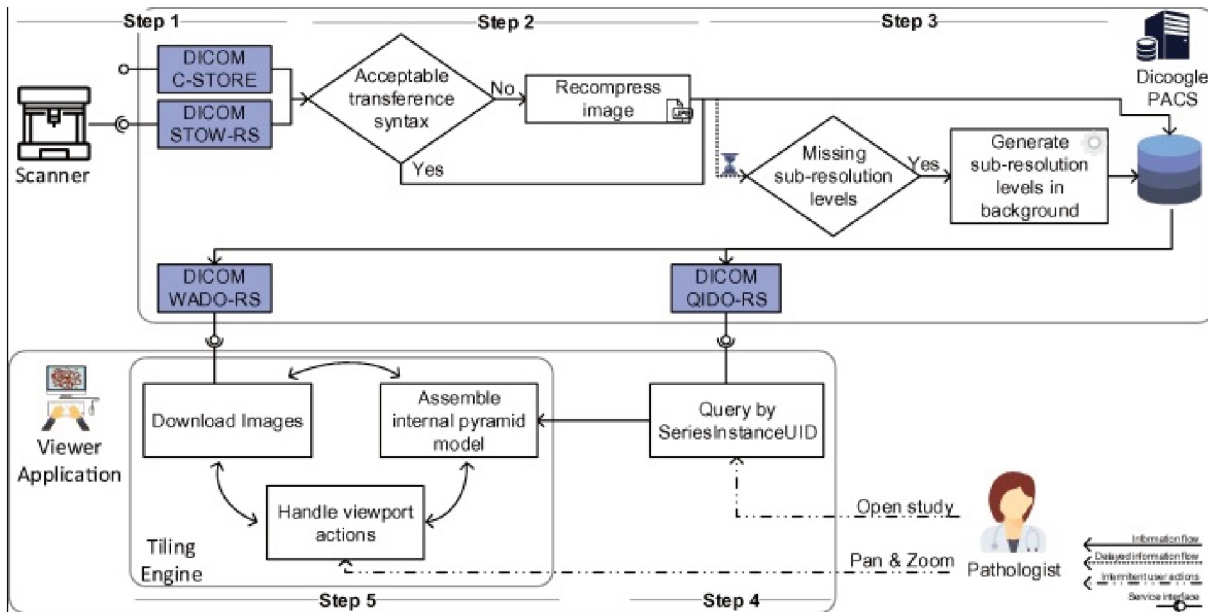 Step 1
Step 2
Step 3
DICOM
C-STORE
DICOM
STOW-RS
Scanner
Acceptable
transference
syntax
No
Yes
Recompress
image
Missing
sub-resolution
levels
Yes
Generate
sub-resolution
levels in
background
Dicoogle
PACS
DICOM
WADO-RS
DICOM
QIDO-RS
Viewer
Application
Download Images
Assemble
internal pyramid
model
Query by
SeriesInstanceUID
Handle viewport
actions
Tiling
Engine
Open study
Pan & Zoom
Pathologist
Information flow
Delayed information flow
Intermitent user actions
Service interface
Step 5
Step 4